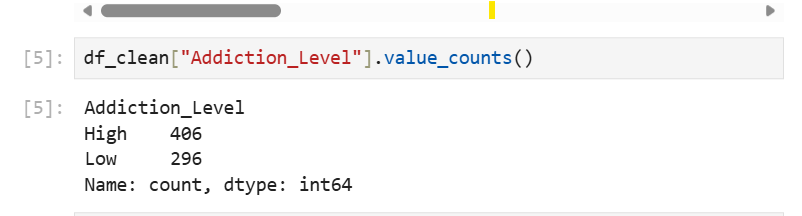 [5]: df_clean["Addiction_Level"].value_counts()
[5]: Addiction_Level
High    406
Low     296
Name: count, dtype: int64